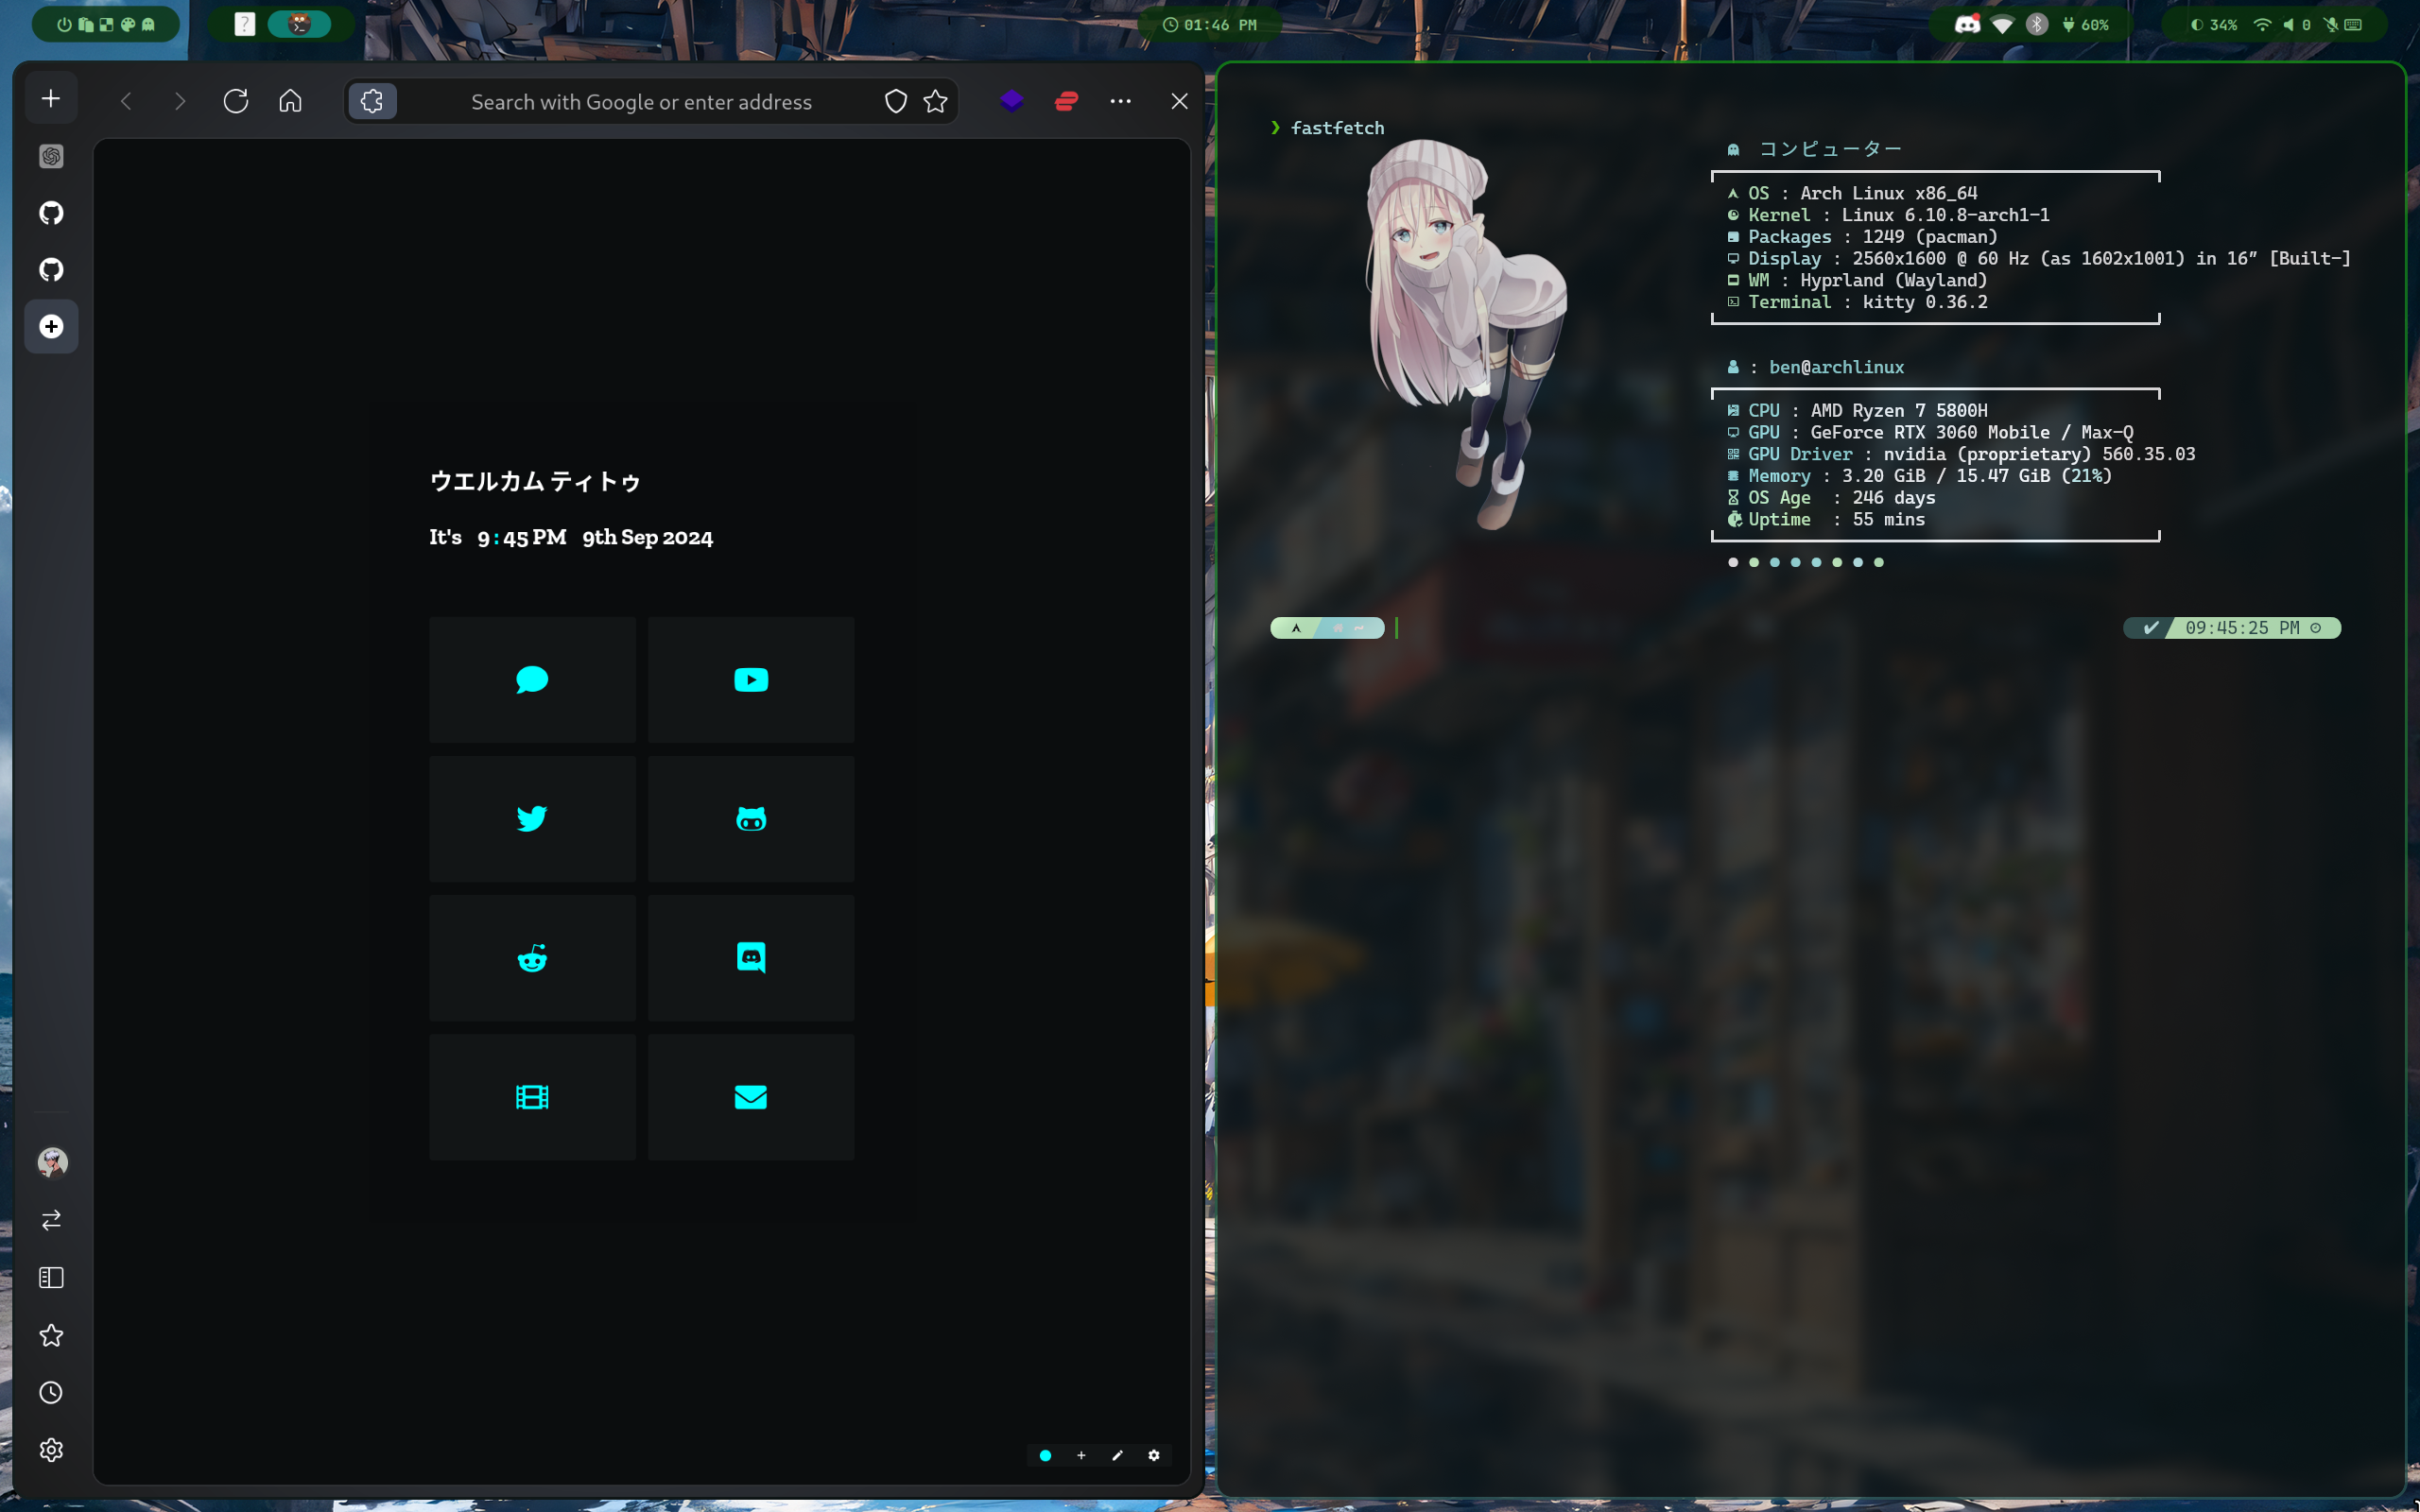 01:46 PM
60%
34%
0
Search with Google or enter address
ウエルカム ティトゥ
It's 9:45 PM 9th Sep 2024
❯ fastfetch
コンピューター
OS : Arch Linux x86_64
Kernel : Linux 6.10.8-arch1-1
Packages : 1249 (pacman)
Display : 2560x1600 @ 60 Hz (as 1602x1001) in 16” [Built-]
WM : Hyprland (Wayland)
Terminal : kitty 0.36.2
: ben@archlinux
CPU : AMD Ryzen 7 5800H
GPU : GeForce RTX 3060 Mobile / Max-Q
GPU Driver : nvidia (proprietary) 560.35.03
Memory : 3.20 GiB / 15.47 GiB (21%)
OS Age : 246 days
Uptime : 55 mins
~
✔ 09:45:25 PM